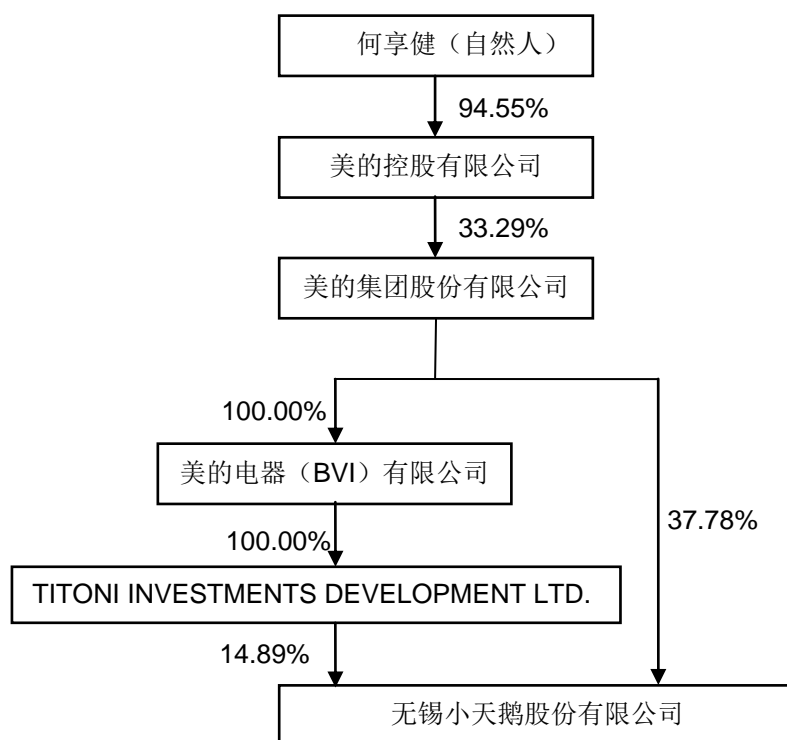 何享健（自然人）
94.55%
美的控股有限公司
33.29%
美的集团股份有限公司
100.00%
美的电器（BVI）有限公司
37.78%
100.00%
TITONI INVESTMENTS DEVELOPMENT LTD.
14.89%
无锡小天鹅股份有限公司